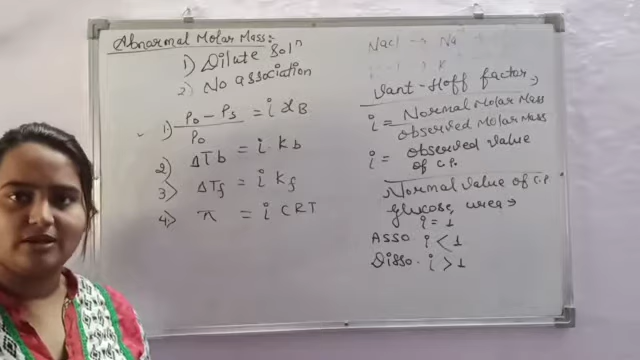 Abnarmal Molar Mass:-
1) Dilute Solⁿ
2) No association
1) P₀ - Pₛ / P₀ = i χB
2) ΔTb = i Kb
3) ΔTf = i Kf
4) π = i CRT
NaCl → Na⁺
K
Vant-Hoff factor
i = Normal Molar Mass
observed Molar Mass
i = observed value
of C.P.
Normal value of C.P.
glucose, urea
i = 1
Asso i < 1
Disso. i > 1